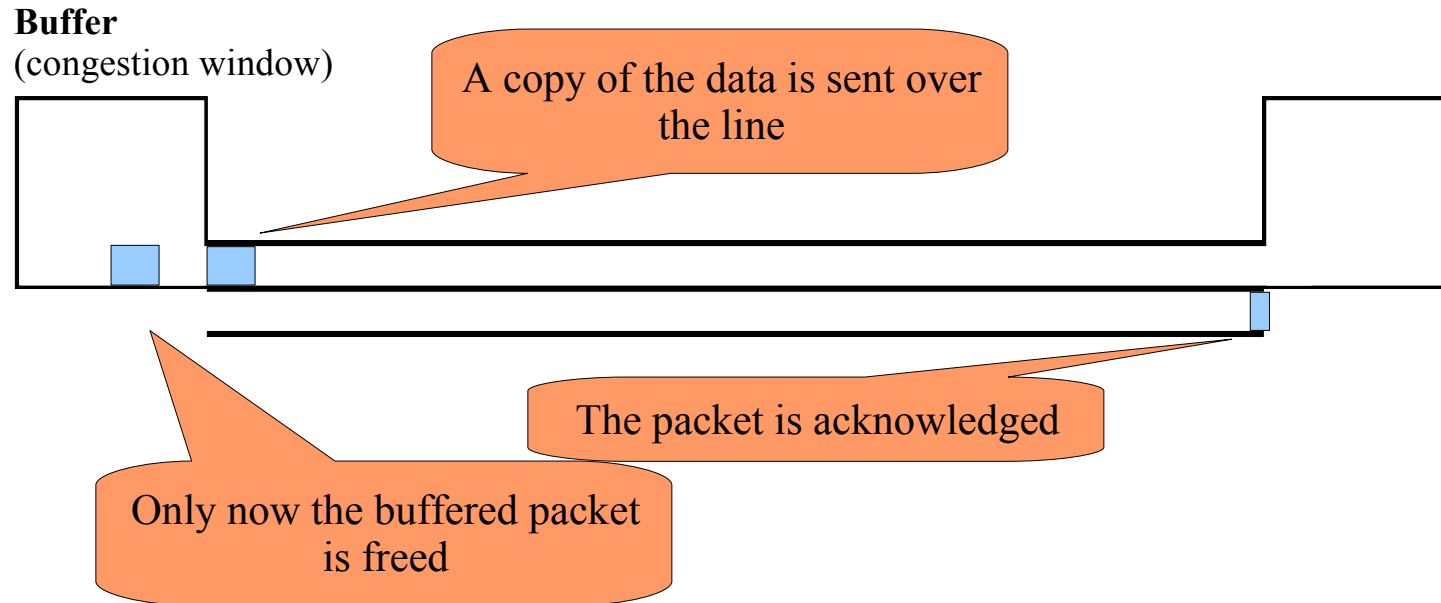 Buffer
(congestion window)
A copy of the data is sent over
the line
The packet is acknowledged
Only now the buffered packet
is freed